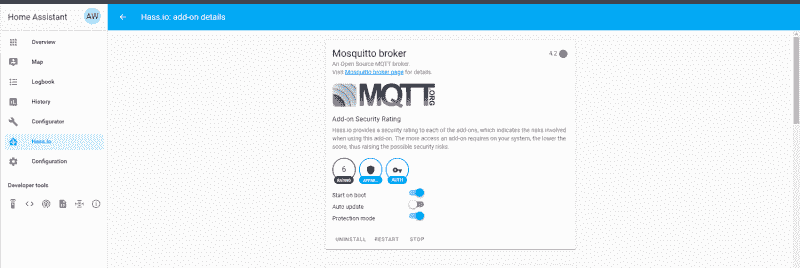 Home Assistant
AW
Hass.io: add-on details
Overview
Map
Logbook
History
Configurator
Hass.io
Configuration
Developer tools
Mosquitto broker
4.2
An Open Source MQTT broker
Visit Mosquitto broker page for details.
MQTT.ORG
Add-on Security Rating
Hass.io provides a security rating to each of the add-ons, which indicates the risks involved
when using this add-on. The more access an add-on requires on your system, the lower the
score, thus raising the possible security risks.
6
RATING
AUTH
Start on boot
Auto update
Protection mode
UNINSTALL
RESTART
STOP